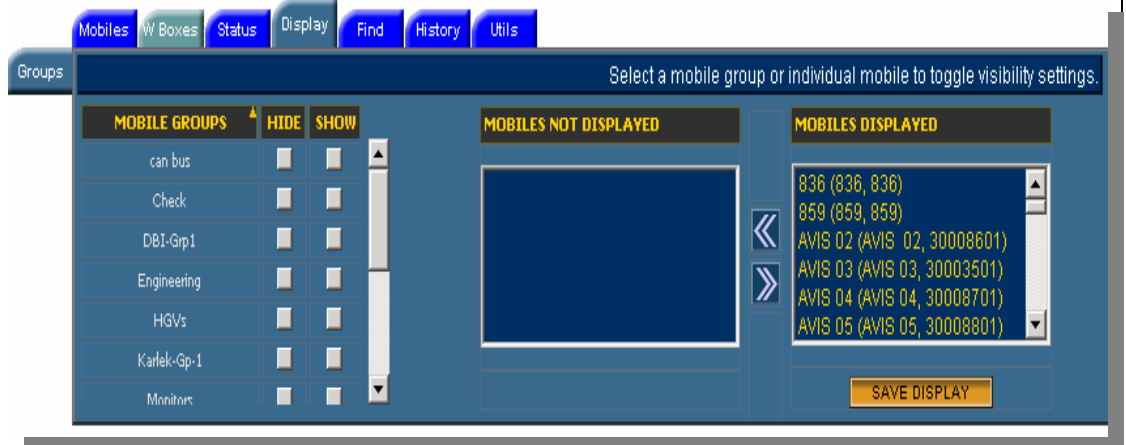 Mobiles W Boxes Status Display Find History Utils
Groups
Select a mobile group or individual mobile to toggle visibility settings.
MOBILE GROUPS HIDE SHOW
can bus
Check
DBI-Grp1
Engineering
HGVs
Karlek-Gp-1
Monitors
MOBILES NOT DISPLAYED
MOBILES DISPLAYED
836 (836, 836)
859 (859, 859)
AVIS 02 (AVIS  02, 30008601)
AVIS 03 (AVIS 03, 30003501)
AVIS 04 (AVIS 04, 30008701)
AVIS 05 (AVIS 05, 30008801)
SAVE DISPLAY